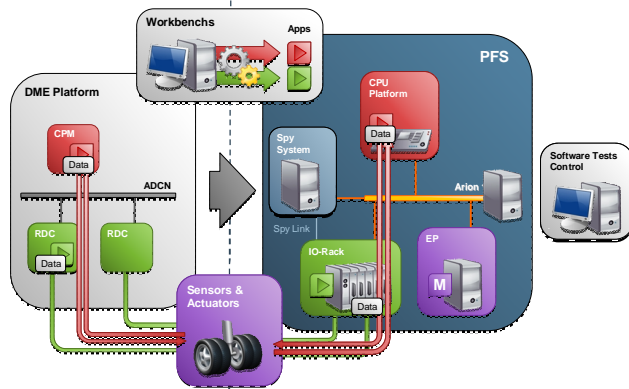 Workbenchs
Apps
DME Platform
CPM
Data
ADCN
RDC
RDC
Data
PFS
CPU
Platform
Data
Spy
System
Arion
Spy Link
IO-Rack
Data
EP
M
Sensors &
Actuators
Software Tests
Control